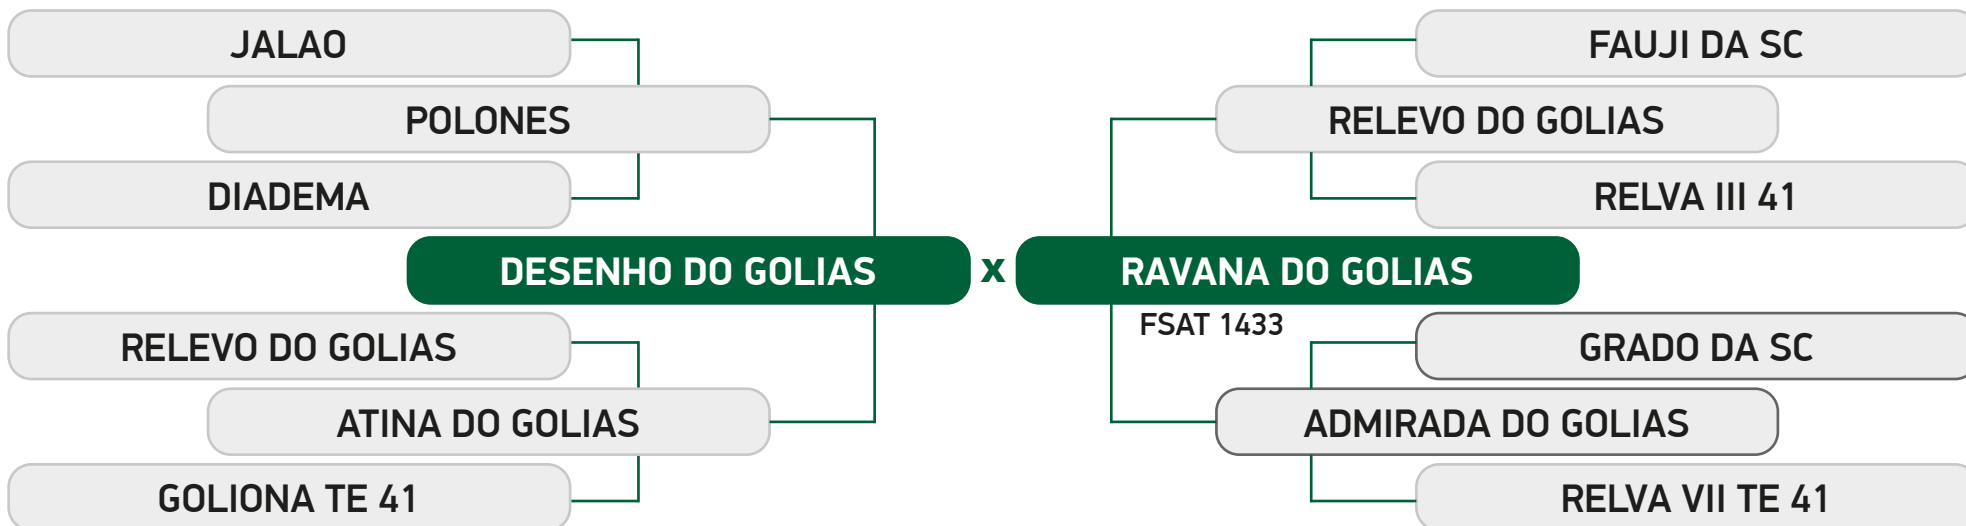 JALAO
FAUJI DA SC
POLONES
RELEVO DO GOLIAS
DIADEMA
RELVA III 41
DESENHO DO GOLIAS x RAVANA DO GOLIAS
FSAT 1433
RELEVO DO GOLIAS
GRADO DA SC
ATINA DO GOLIAS
ADMIRADA DO GOLIAS
GOLIONA TE 41
RELVA VII TE 41